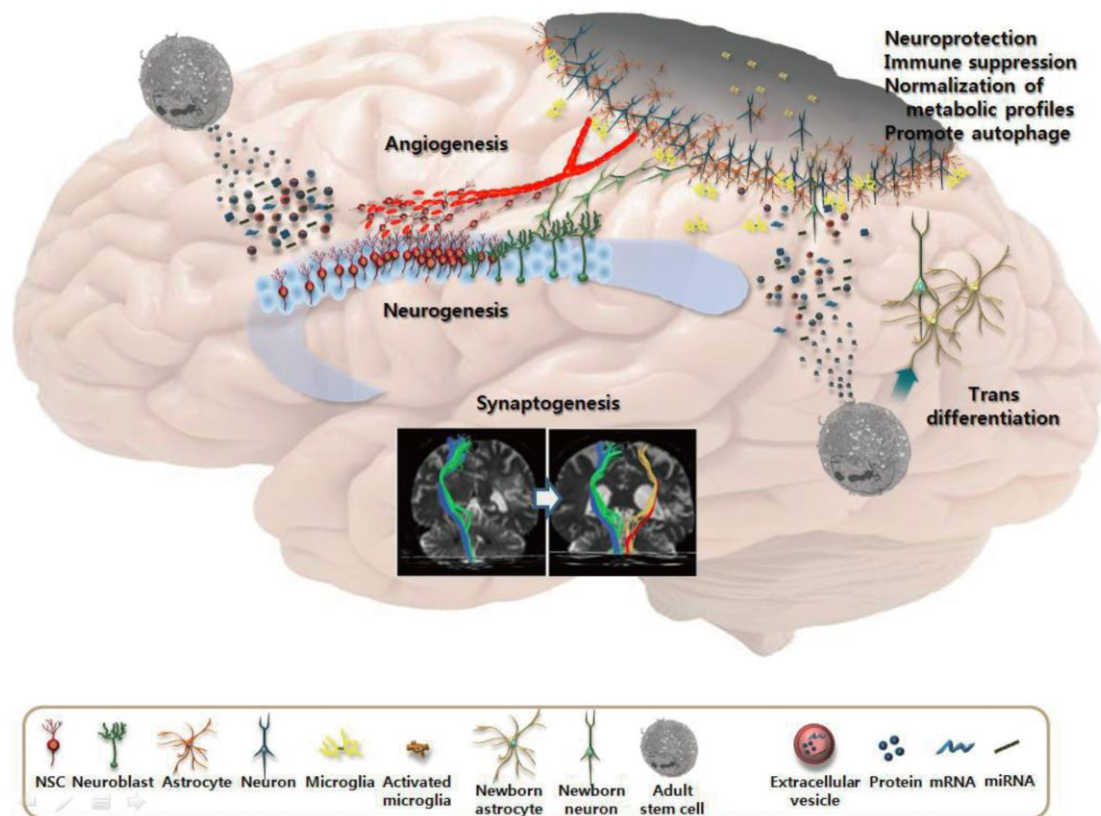 Neuroprotection
Immune suppression
Normalization of
metabolic profiles
Promote autophage
Angiogenesis
Neurogenesis
Synaptogenesis
Trans
differentiation
NSC
Neuroblast
Astrocyte
Neuron
Microglia
Activated
microglia
Newborn
astrocyte
Newborn
neuron
Adult
stem cell
Extracellular
vesicle
Protein
mRNA
miRNA